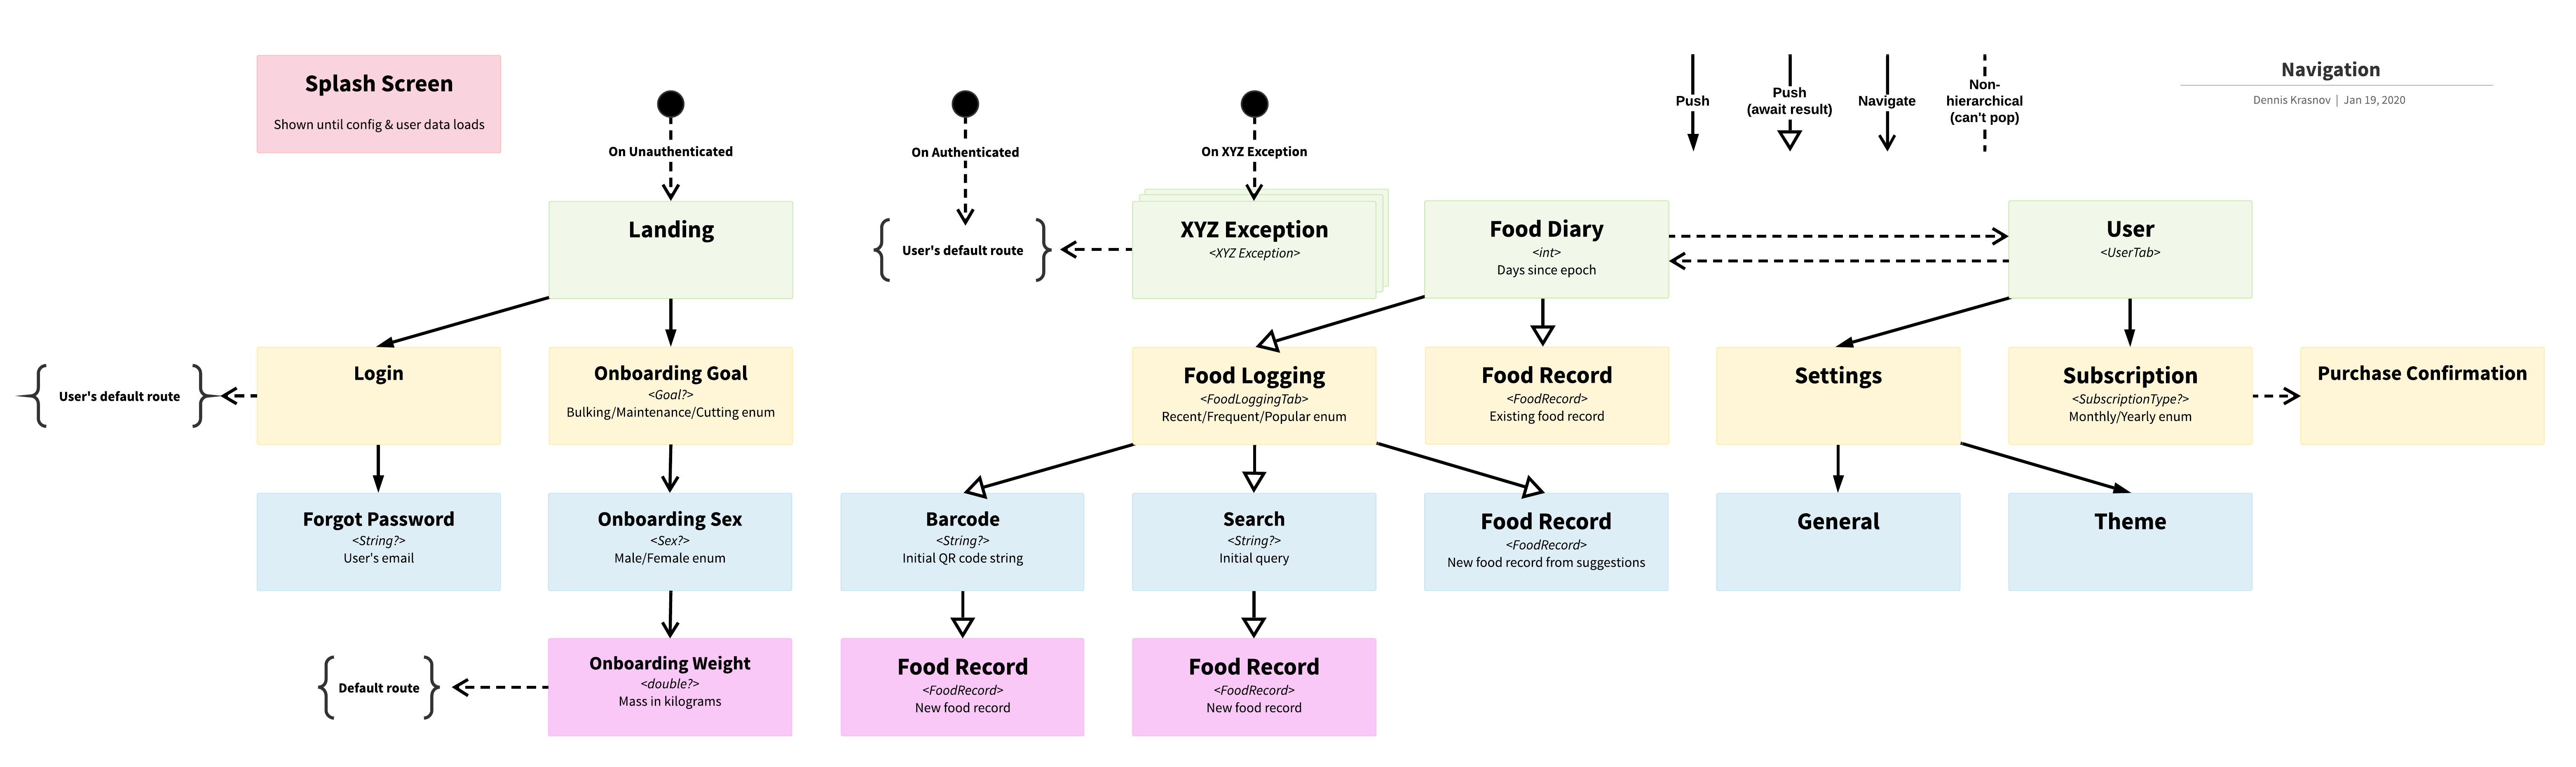 Splash Screen
Shown until config & user data loads
On Unauthenticated
On Authenticated
On XYZ Exception
Push
Push
(await result)
Navigate
Non-
hierarchical
(can't pop)
Navigation
Dennis Krasnov | Jan 19, 2020
Landing
User's default route
XYZ Exception
<XYZ Exception>
Food Diary
<int>
Days since epoch
User
<UserTab>
User's default route
Login
Onboarding Goal
<Goal?>
Bulking/Maintenance/Cutting enum
Food Logging
<FoodLoggingTab>
Recent/Frequent/Popular enum
Food Record
<FoodRecord>
Existing food record
Settings
Subscription
<SubscriptionType?>
Monthly/Yearly enum
Purchase Confirmation
Forgot Password
<String?>
User's email
Onboarding Sex
<Sex?>
Male/Female enum
Barcode
<String?>
Initial QR code string
Search
<String?>
Initial query
Food Record
<FoodRecord>
New food record from suggestions
General
Theme
Default route
Onboarding Weight
<double?>
Mass in kilograms
Food Record
<FoodRecord>
New food record
Food Record
<FoodRecord>
New food record